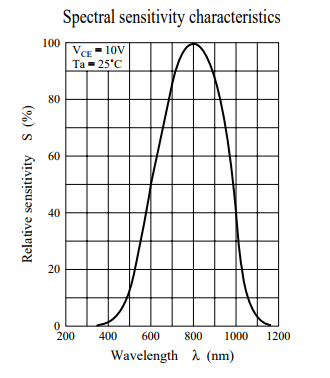 Spectral sensitivity characteristics
VCE = 10V
Ta = 25°C
Relative sensitivity S (%)
100
80
60
40
20
0
200 400 600 800 1000 1200
Wavelength λ (nm)